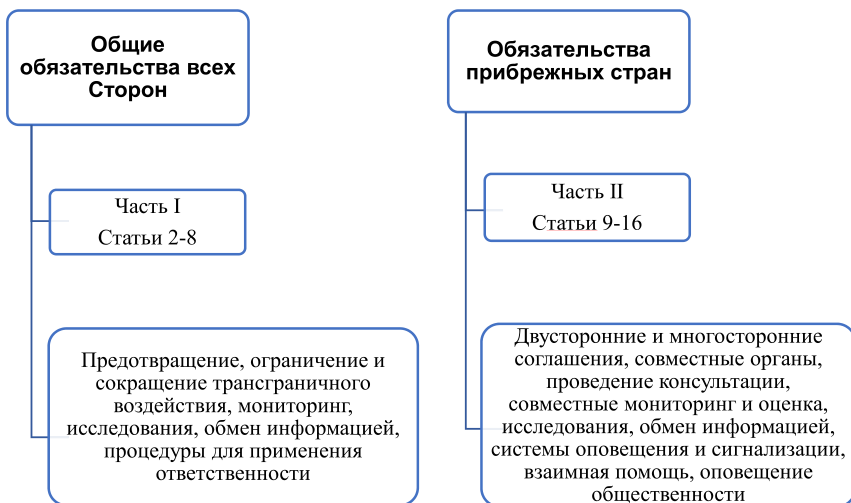 Общие
обязательства всех
Сторон
Часть I
Статьи 2-8
Предотвращение, ограничение и
сокращение трансграничного
воздействия, мониторинг,
исследования, обмен информацией,
процедуры для применения
ответственности
Обязательства
прибрежных стран
Часть II
Статьи 9-16
Двусторонние и многосторонние
соглашения, совместные органы,
проведение консультации,
совместные мониторинг и оценка,
исследования, обмен информацией,
системы оповещения и сигнализации,
взаимная помощь, оповещение
общественности